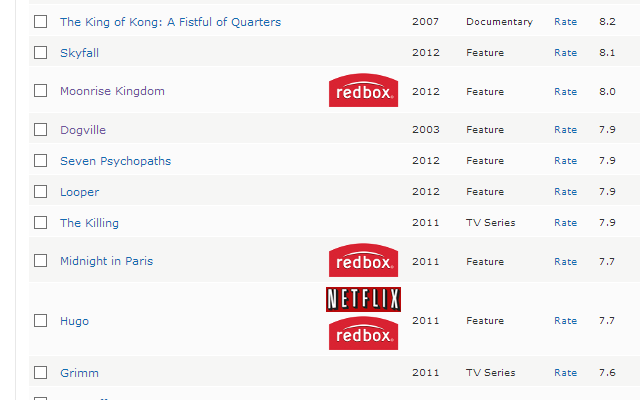 The King of Kong: A Fistful of Quarters 2007 Documentary Rate 8.2
Skyfall 2012 Feature Rate 8.1
Moonrise Kingdom redbox. 2012 Feature Rate 8.0
Dogville 2003 Feature Rate 7.9
Seven Psychopaths 2012 Feature Rate 7.9
Looper 2012 Feature Rate 7.9
The Killing 2011 TV Series Rate 7.9
Midnight in Paris redbox. 2011 Feature Rate 7.7
NETFLIX
Hugo redbox. 2011 Feature Rate 7.7
Grimm 2011 TV Series Rate 7.6